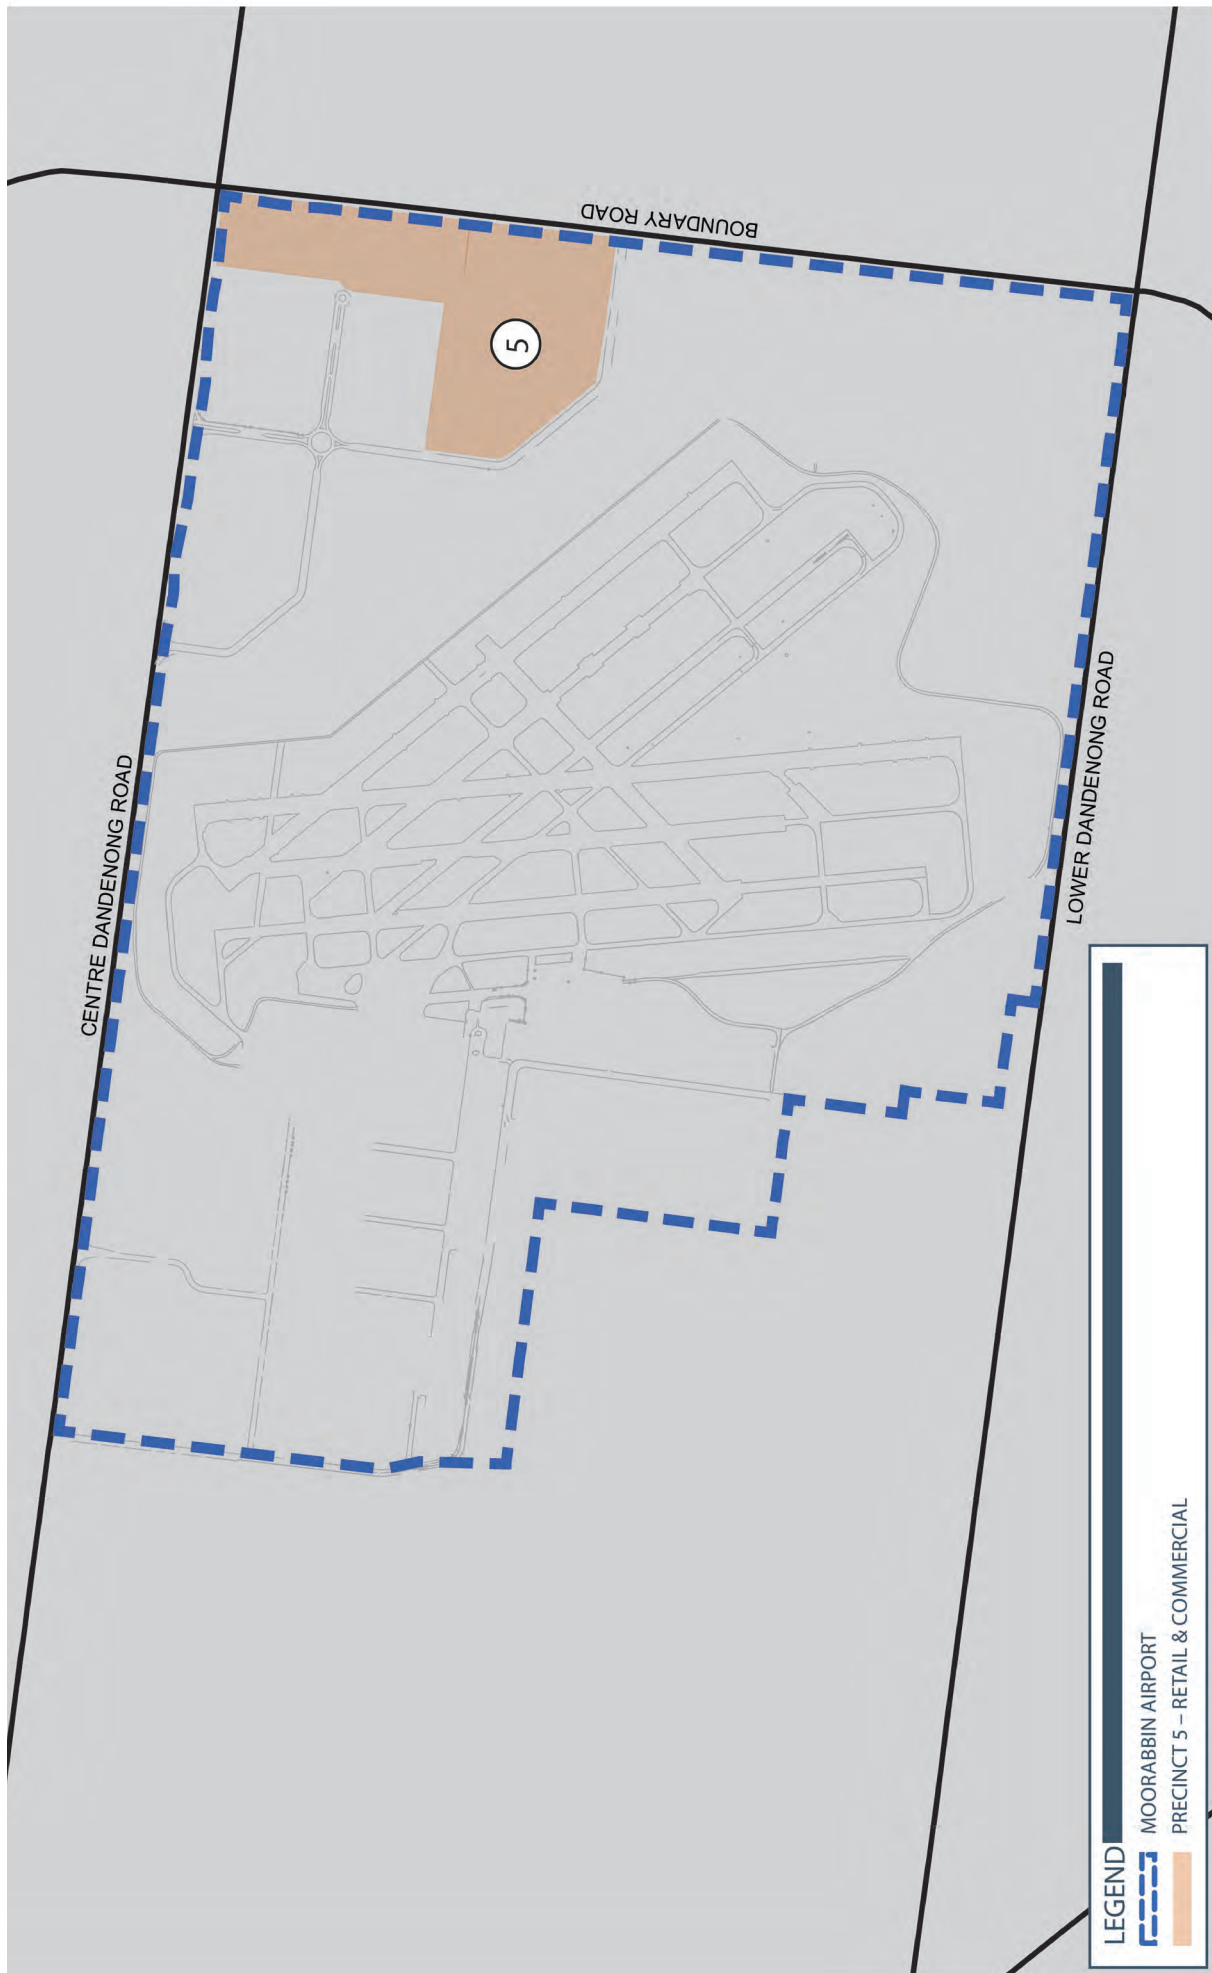 CENTRE DANDENONG ROAD
BOUNDARY ROAD
5
LOWER DANDENONG ROAD
LEGEND
MOORABBIN AIRPORT
PRECINCT 5 – RETAIL & COMMERCIAL